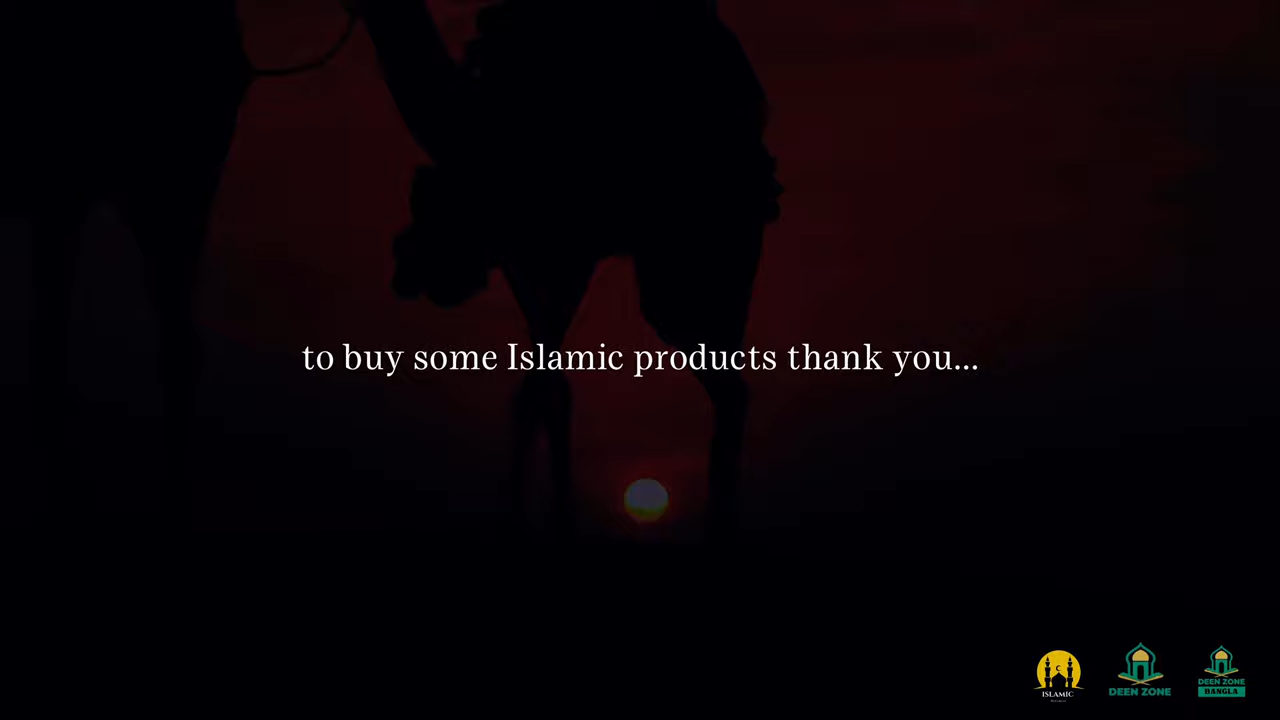 to buy some Islamic products thank you...
ISLAMIC
DEEN ZONE
DEEN ZONE
BANGLA